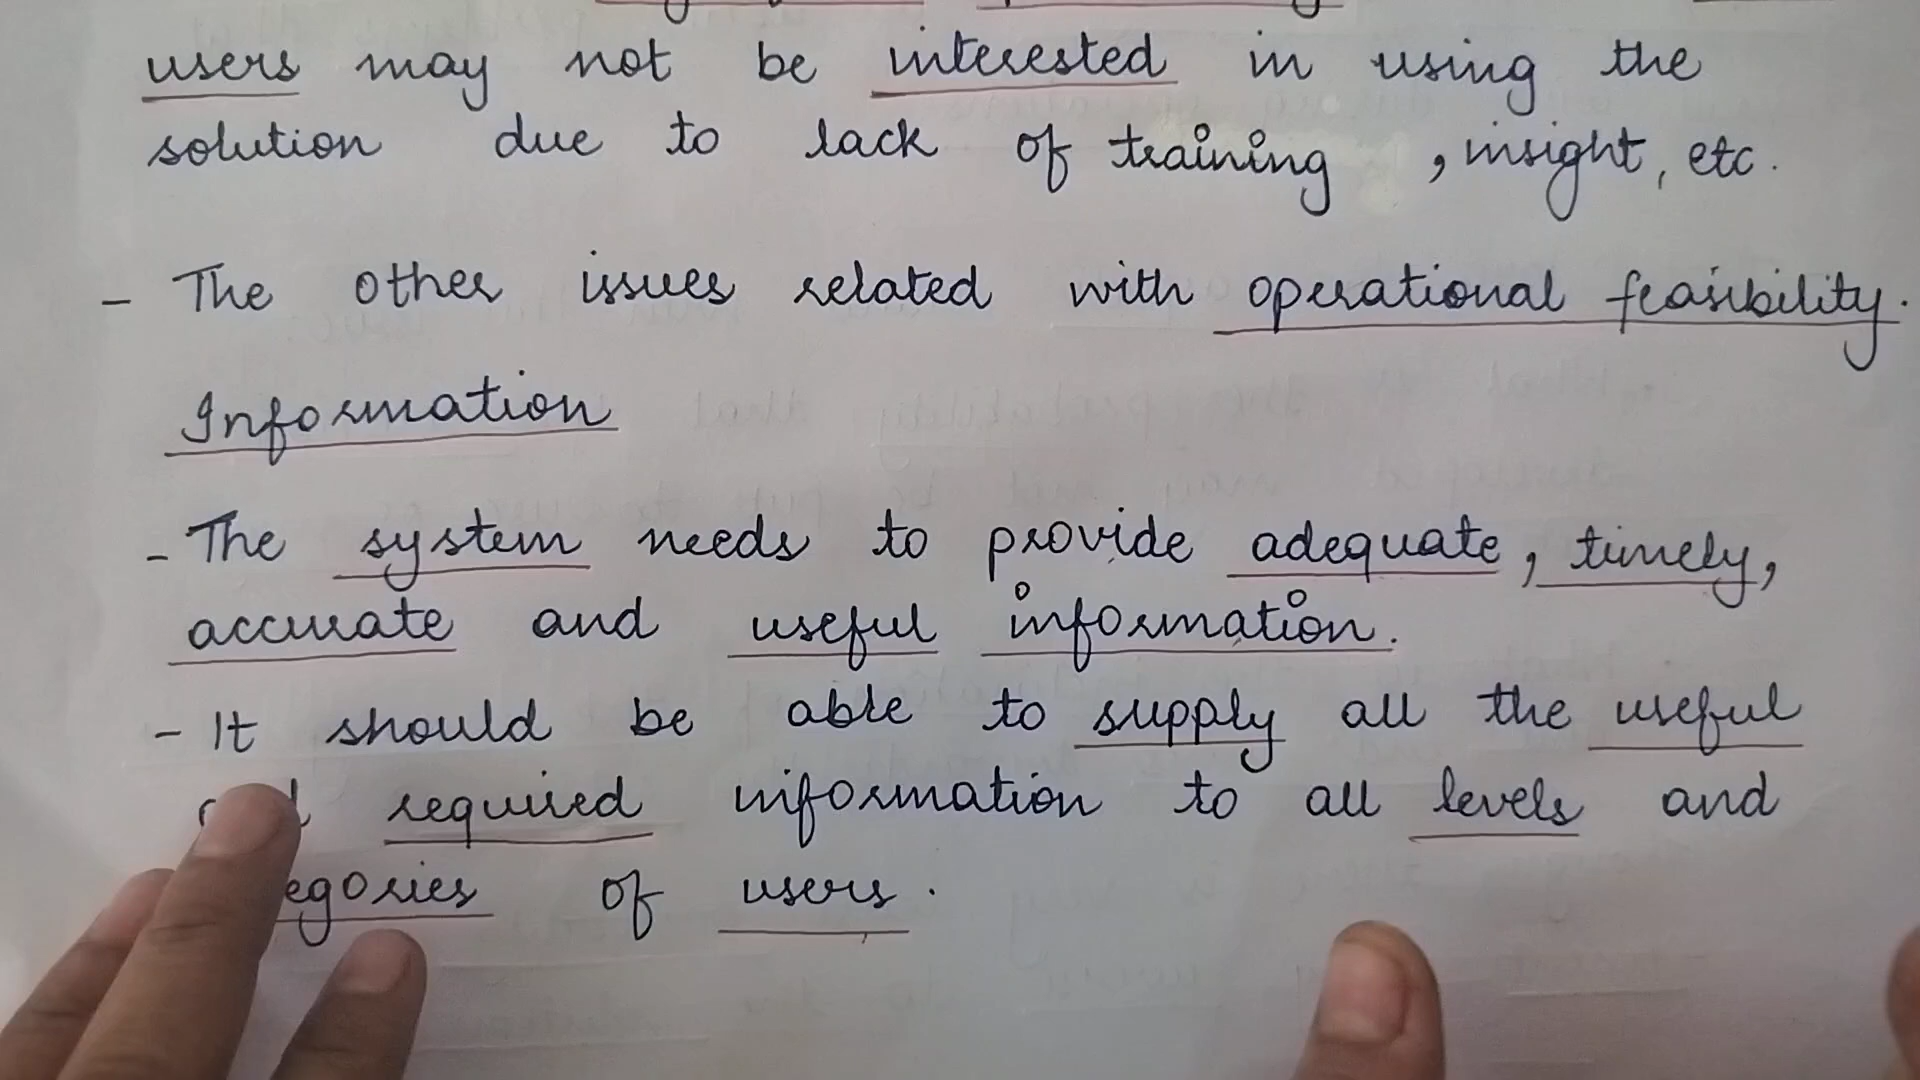 users may not be interested in using the
solution due to lack of training , insight, etc.
- The other issues related with operational feasibility.
Information
- The system needs to provide adequate, timely,
accurate and useful information.
- It should be able to supply all the useful
required information to all levels and
of users.